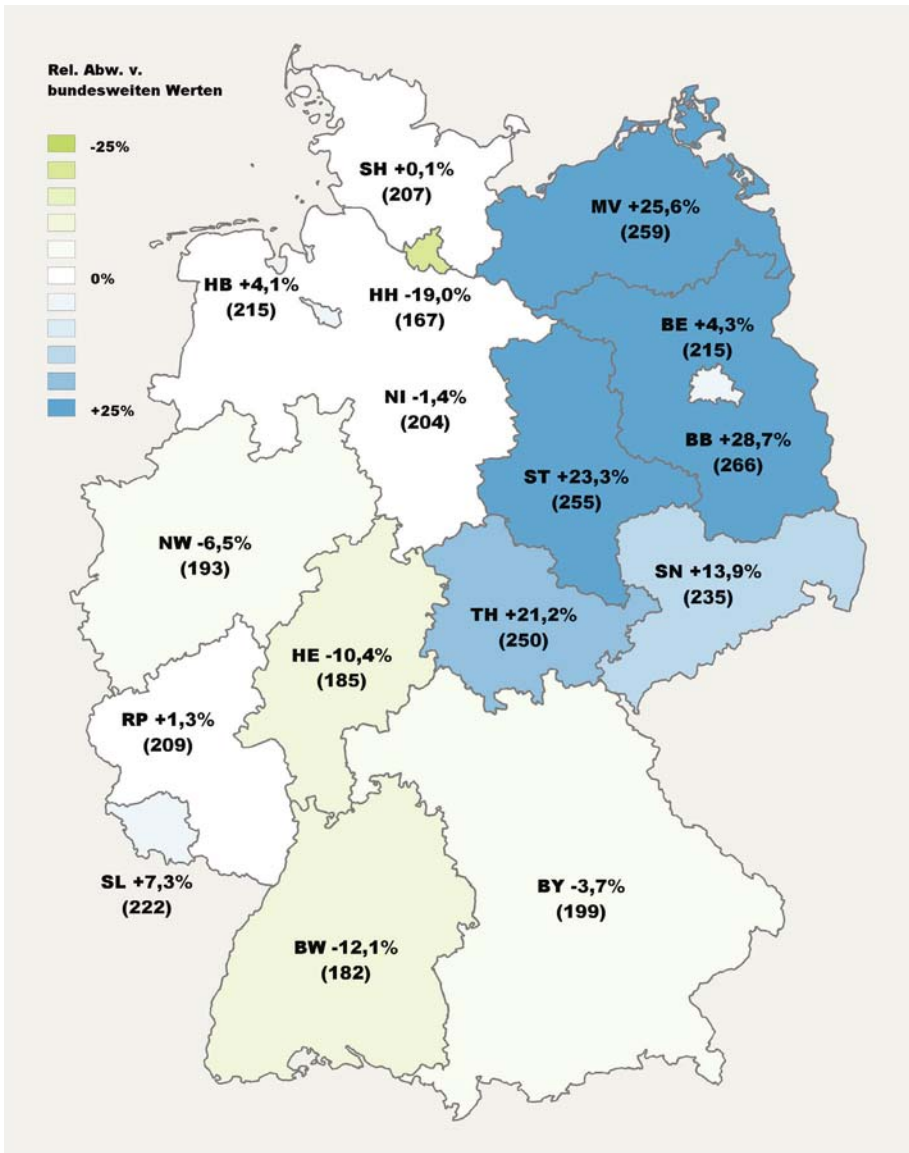 Rel. Abw. v.
bundesweiten Werten
-25%
0%
+25%
SH +0,1%
(207)
MV +25,6%
(259)
HB +4,1%
(215)
HH -19,0%
(167)
BE +4,3%
(215)
NI -1,4%
(204)
BB +28,7%
(266)
ST +23,3%
(255)
NW -6,5%
(193)
SN +13,9%
(235)
TH +21,2%
(250)
HE -10,4%
(185)
RP +1,3%
(209)
SL +7,3%
(222)
BY -3,7%
(199)
BW -12,1%
(182)